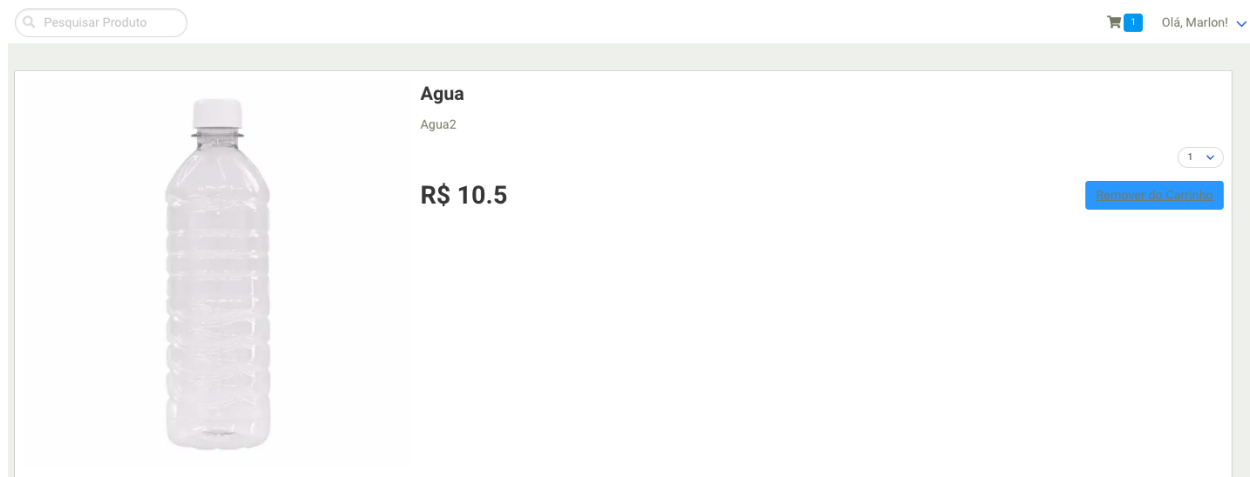 Pesquisar Produto
1
Olá, Marlon!
Agua
Agua2
1
R$ 10.5
Remover do Carrinho